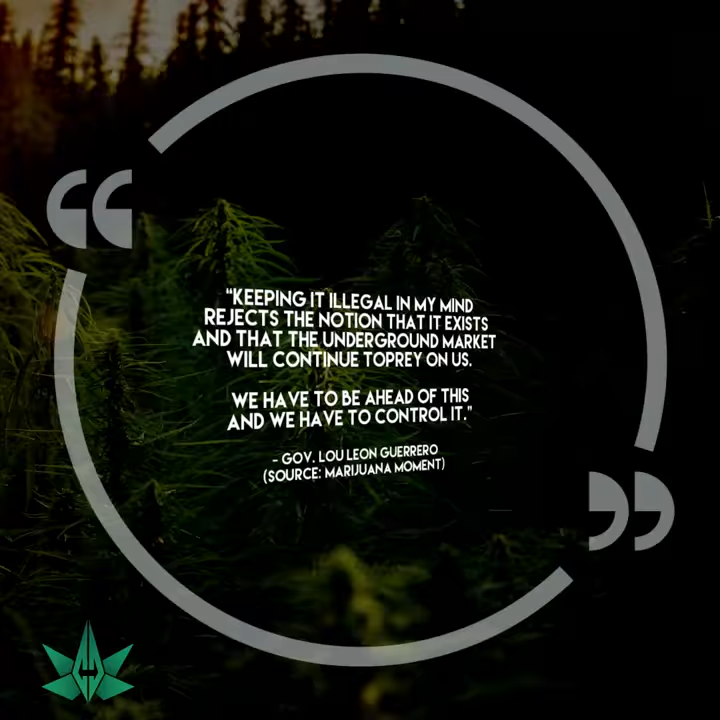 “KEEPING IT ILLEGAL IN MY MIND
REJECTS THE NOTION THAT IT EXISTS
AND THAT THE UNDERGROUND MARKET
WILL CONTINUE TOPREY ON US.
WE HAVE TO BE AHEAD OF THIS
AND WE HAVE TO CONTROL IT."
- GOV. LOU LEON GUERRERO
(SOURCE: MARIJUANA MOMENT)